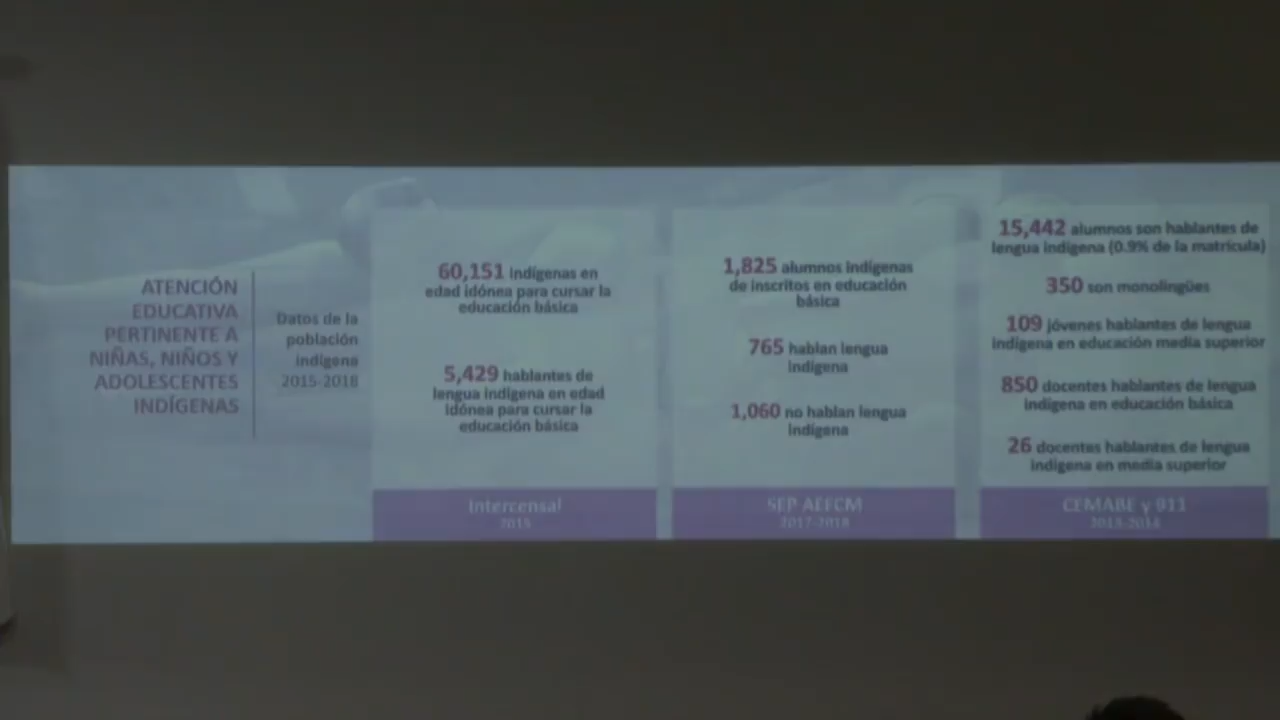 ATENCIÓN
EDUCATIVA
PERTINENTE A
NIÑAS, NIÑOS Y
ADOLESCENTES
INDÍGENAS
Datos de la
población
indígena
2015-2018
60,151 indígenas en
edad idónea para cursar la
educación básica
5,429 hablantes de
lengua indígena en edad
idónea para cursar la
educación básica
Intercensal
2015
1,825 alumnos indígenas
de inscritos en educación
básica
765 hablan lengua
indígena
1,060 no hablan lengua
indígena
SEP AEFCM
2017-2018
15,442 alumnos son hablantes de
lengua indígena (0.9% de la matrícula)
350 son monolingües
109 jóvenes hablantes de lengua
indígena en educación media superior
850 docentes hablantes de lengua
indígena en educación básica
26 docentes hablantes de lengua
indígena en media superior
CEMABE y 911
2013-2014